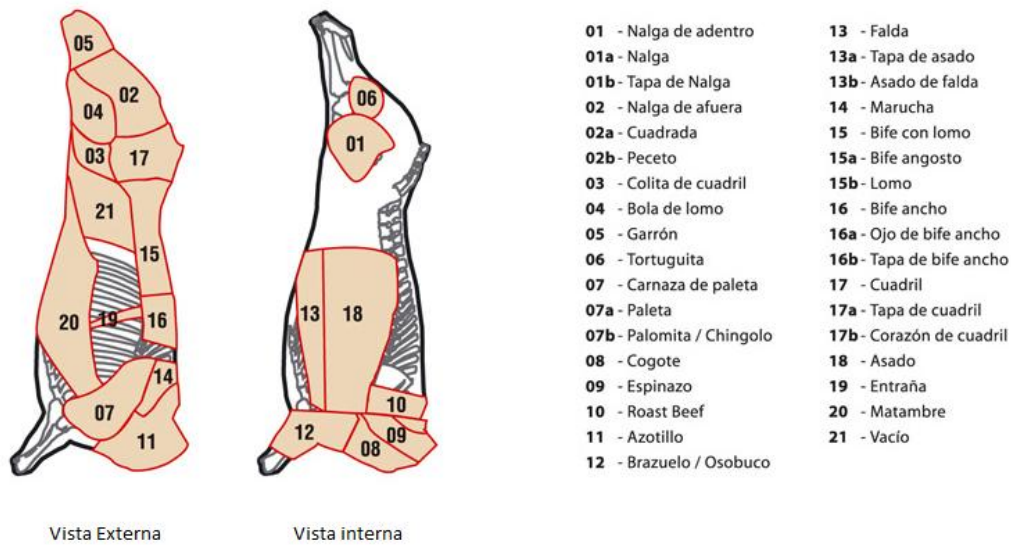 05
02
04
03
17
21
15
20
19
16
14
07
11
Vista Externa
06
01
13
18
10
12
09
08
Vista interna
01 - Nalga de adentro
01a - Nalga
01b - Tapa de Nalga
02 - Nalga de afuera
02a - Cuadrada
02b - Peceto
03 - Colita de cuadril
04 - Bola de lomo
05 - Garrón
06 - Tortuguita
07 - Carnaza de paleta
07a - Paleta
07b - Palomita / Chingolo
08 - Cogote
09 - Espinazo
10 - Roast Beef
11 - Azotillo
12 - Brazuelo / Osobuco
13 - Falda
13a - Tapa de asado
13b - Asado de falda
14 - Marucha
15 - Bife con lomo
15a - Bife angosto
15b - Lomo
16 - Bife ancho
16a - Ojo de bife ancho
16b - Tapa de bife ancho
17 - Cuadril
17a - Tapa de cuadril
17b - Corazón de cuadril
18 - Asado
19 - Entraña
20 - Matambre
21 - Vacío